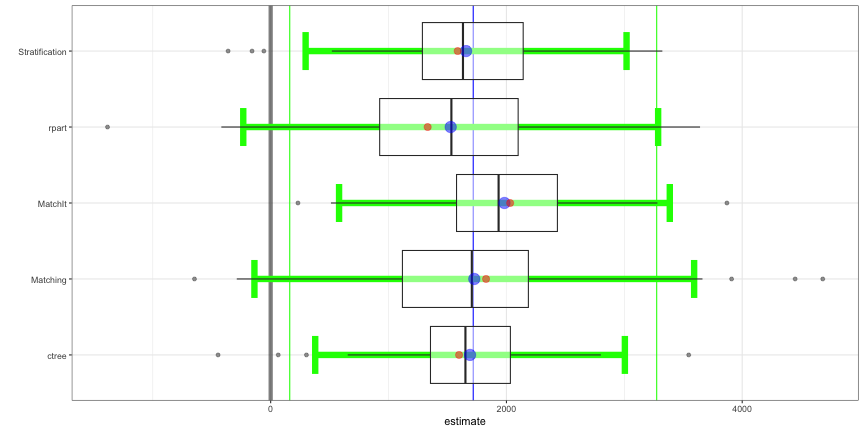 Stratification
rpart
MatchIt
Matching
ctree
0
2000
4000
estimate